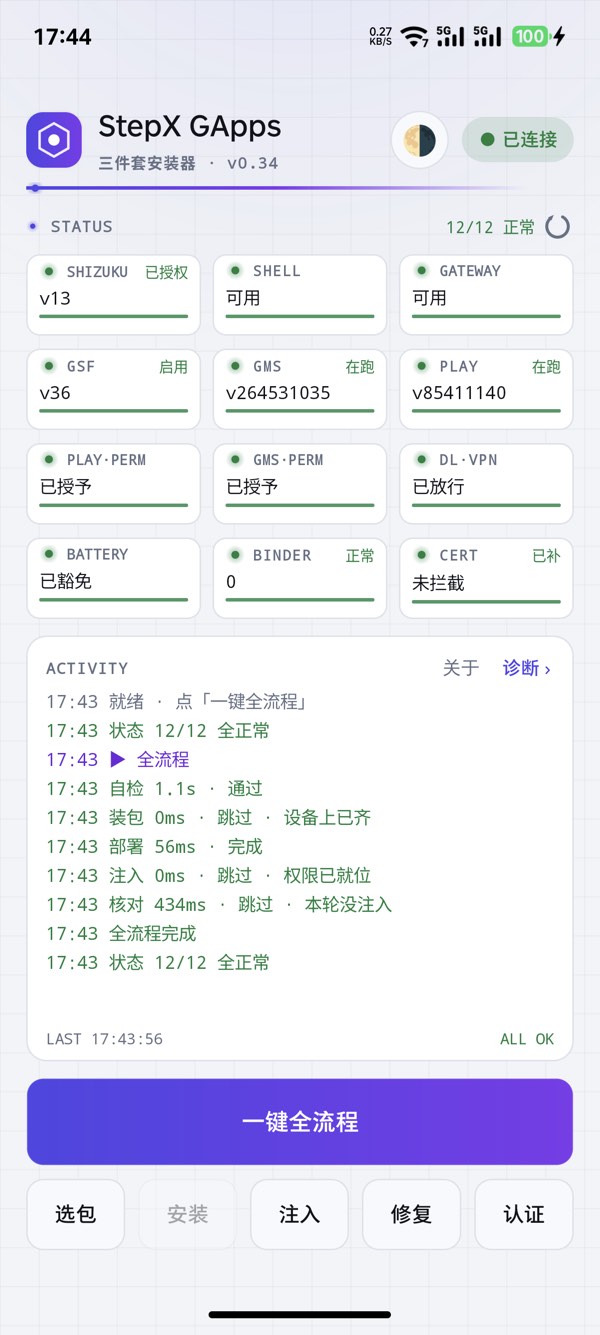 17:44
0.27 KB/S 7 5G 5G 100
StepX GApps
三件套安装器 · v0.34
已连接
STATUS
12/12 正常
SHIZUKU 已授权
v13
SHELL
可用
GATEWAY
可用
GSF 启用
v36
GMS 在跑
v264531035
PLAY 在跑
v85411140
PLAY·PERM
已授予
GMS·PERM
已授予
DL·VPN
已放行
BATTERY
已豁免
BINDER 正常
0
CERT 已补
未拦截
ACTIVITY
关于 诊断 ›
17:43 就绪 · 点「一键全流程」
17:43 状态 12/12 全正常
17:43 ▶ 全流程
17:43 自检 1.1s · 通过
17:43 装包 0ms · 跳过 · 设备上已齐
17:43 部署 56ms · 完成
17:43 注入 0ms · 跳过 · 权限已就位
17:43 核对 434ms · 跳过 · 本轮没注入
17:43 全流程完成
17:43 状态 12/12 全正常
LAST 17:43:56
ALL OK
一键全流程
选包 安装 注入 修复 认证